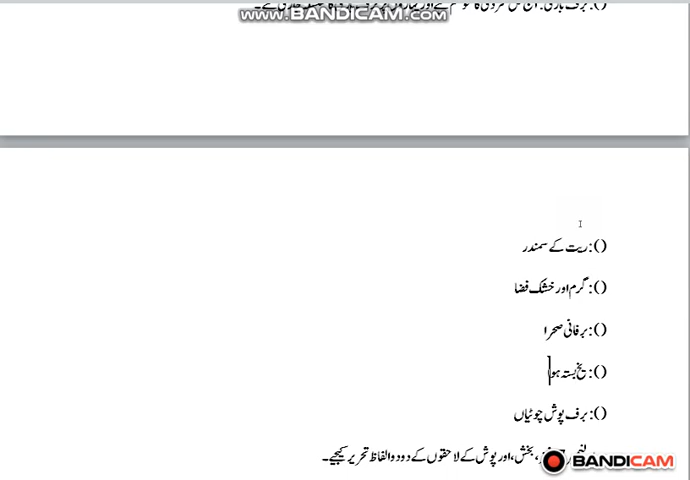 WWW.BANDICAM.COM
(): ریت کے سمندر
(): گرم اور خشک فضا
(): برفانی صحرا
(): یخ بستہ ہوا
(): برف پوش چوٹیاں
، بخش، اور پوش کے لاحقوں کے دو دو الفاظ تحریر کیجیے۔
BANDICAM